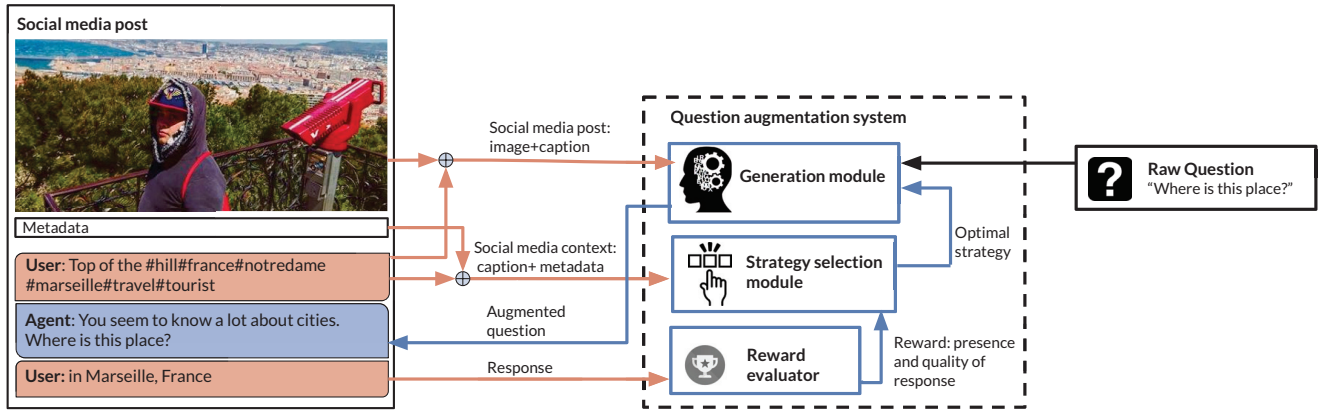 Social media post
Metadata
User: Top of the #hill#france#notredame
#marseille#travel#tourist
Agent: You seem to know a lot about cities.
Where is this place?
User: in Marseille, France
Social media post:
image+caption
Social media context:
caption+ metadata
Augmented
question
Response
Question augmentation system
Generation module
Strategy selection
module
Reward
evaluator
Optimal
strategy
Reward: presence
and quality of
response
?
Raw Question
“Where is this place?”